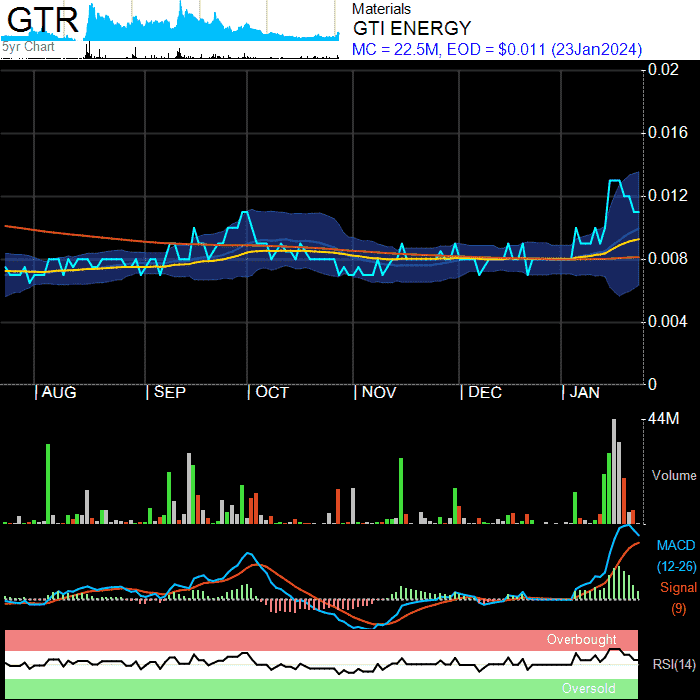 GTR
5yr Chart
Materials
GTI ENERGY
MC = 22.5M, EOD = $0.011 (23Jan2024)
0.02
0.016
0.012
0.008
0.004
0
AUG SEP OCT NOV DEC JAN
44M
Volume
MACD
(12-26)
Signal
(9)
Overbought
RSI(14)
Oversold